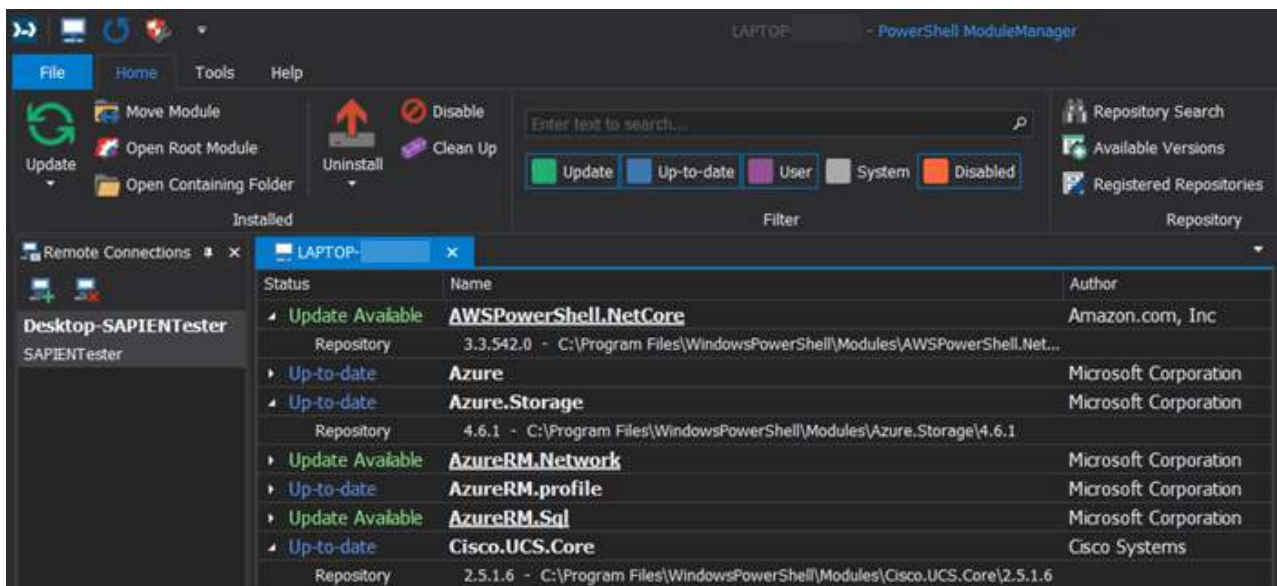 LAPTOP- - PowerShell ModuleManager
File Home Tools Help
Update
Move Module
Open Root Module
Open Containing Folder
Uninstall
Disable
Clean Up
Installed
Enter text to search...
Update Up-to-date User System Disabled
Filter
Repository Search
Available Versions
Registered Repositories
Repository
Remote Connections
Desktop-SAPIENTester
SAPIENTester
LAPTOP-
Status Name Author
Update Available AWSPowerShell.NetCore Amazon.com, Inc
Repository 3.3.542.0 - C:\Program Files\WindowsPowerShell\Modules\AWSPowerShell.Net...
Up-to-date Azure Microsoft Corporation
Up-to-date Azure.Storage Microsoft Corporation
Repository 4.6.1 - C:\Program Files\WindowsPowerShell\Modules\Azure.Storage\4.6.1
Update Available AzureRM.Network Microsoft Corporation
Up-to-date AzureRM.profile Microsoft Corporation
Update Available AzureRM.Sql Microsoft Corporation
Up-to-date Cisco.UCS.Core Cisco Systems
Repository 2.5.1.6 - C:\Program Files\WindowsPowerShell\Modules\Cisco.UCS.Core\2.5.1.6